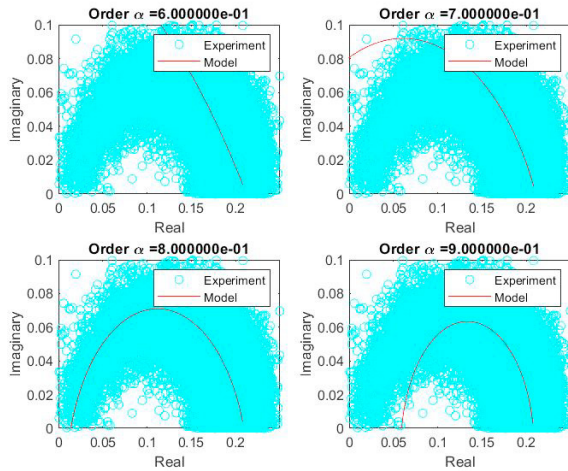 Order α =6.000000e-01
Order α =7.000000e-01
0.1
0.08
0.06
0.04
0.02
0
Imaginary
Experiment
Model
0 0.05 0.1 0.15 0.2
Real
0.1
0.08
0.06
0.04
0.02
0
Imaginary
Experiment
Model
0 0.05 0.1 0.15 0.2
Real
Order α =8.000000e-01
Order α =9.000000e-01
0.1
0.08
0.06
0.04
0.02
0
Imaginary
Experiment
Model
0 0.05 0.1 0.15 0.2
Real
0.1
0.08
0.06
0.04
0.02
0
Imaginary
Experiment
Model
0 0.05 0.1 0.15 0.2
Real